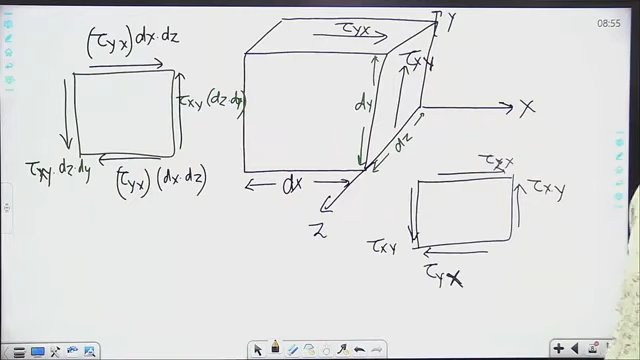 08:55
(τyx) dx·dz
τxy (dz·dy)
τxy·dz·dy
(τyx) (dx·dz)
τyx
Y
τxy
dy
dz
X
dx
Z
τyx
τxy
τxy
τyx